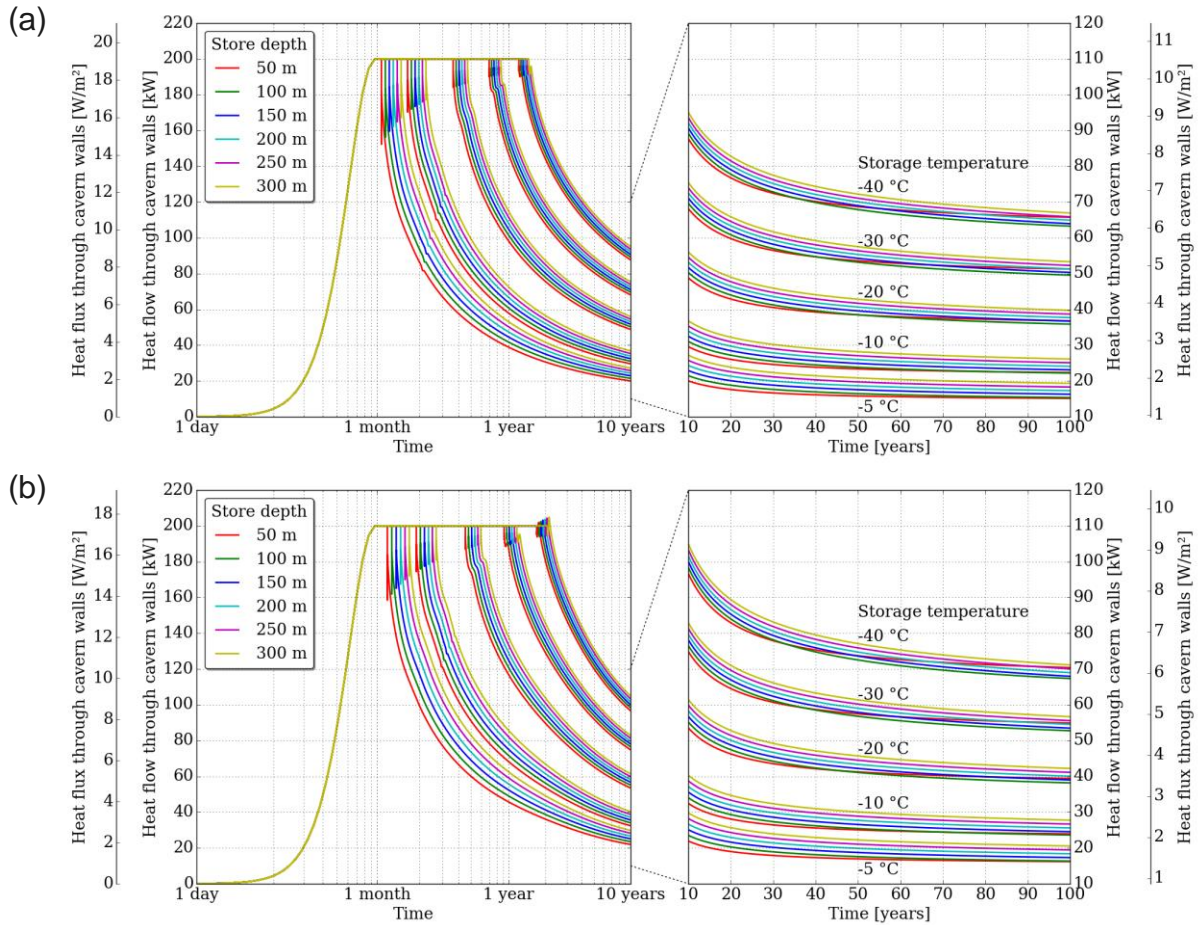 (a)
Heat flux through cavern walls [W/m²]
20
18
16
14
12
10
8
6
4
2
0
Heat flow through cavern walls [kW]
220
200
180
160
140
120
100
80
60
40
20
0
Store depth
50 m
100 m
150 m
200 m
250 m
300 m
1 day
1 month
1 year
10 years
Time
Storage temperature
-40 °C
-30 °C
-20 °C
-10 °C
-5 °C
10 20 30 40 50 60 70 80 90 100
Time [years]
120
110
100
90
80
70
60
50
40
30
20
10
Heat flow through cavern walls [kW]
11
10
9
8
7
6
5
4
3
2
1
Heat flux through cavern walls [W/m²]
(b)
Heat flux through cavern walls [W/m²]
18
16
14
12
10
8
6
4
2
0
Heat flow through cavern walls [kW]
220
200
180
160
140
120
100
80
60
40
20
0
Store depth
50 m
100 m
150 m
200 m
250 m
300 m
1 day
1 month
1 year
10 years
Time
Storage temperature
-40 °C
-30 °C
-20 °C
-10 °C
-5 °C
10 20 30 40 50 60 70 80 90 100
Time [years]
120
110
100
90
80
70
60
50
40
30
20
10
Heat flow through cavern walls [kW]
10
9
8
7
6
5
4
3
2
1
Heat flux through cavern walls [W/m²]